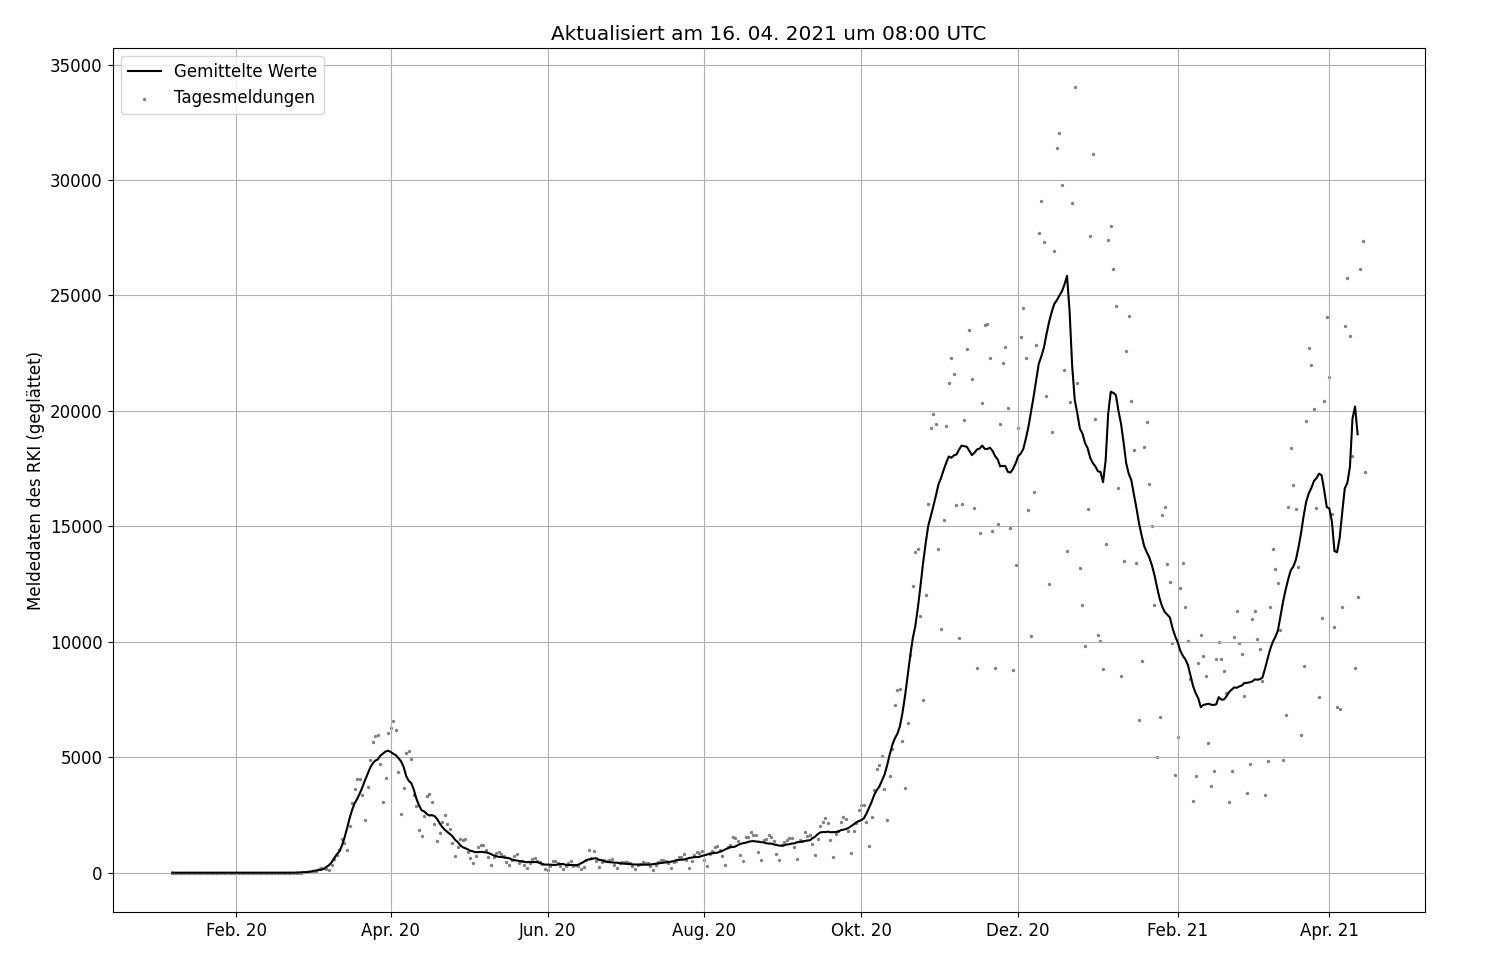 Aktualisiert am 16. 04. 2021 um 08:00 UTC
Gemittelte Werte
Tagesmeldungen
Meldedaten des RKI (geglättet)
35000
30000
25000
20000
15000
10000
5000
0
Feb. 20 Apr. 20 Jun. 20 Aug. 20 Okt. 20 Dez. 20 Feb. 21 Apr. 21